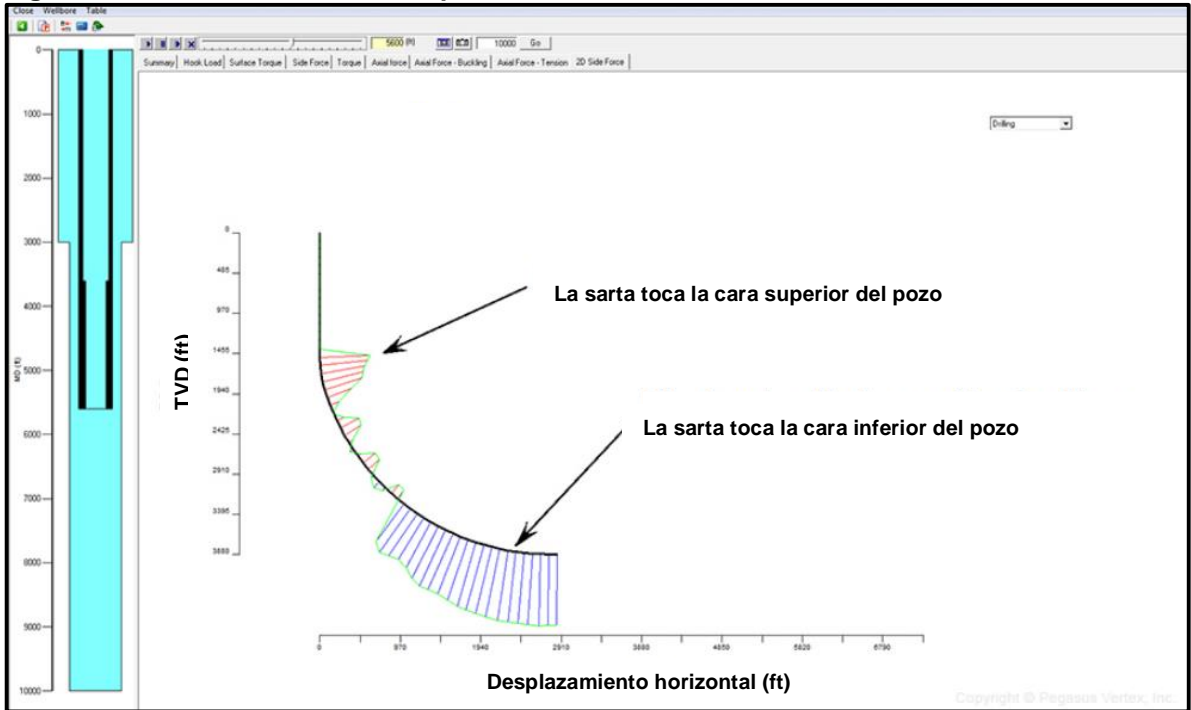 Close Wellbore Table
5600 (ft) 10000 Go
Summary Hook Load Surface Torque Side Force Torque Axial force Axial Force - Buckling Axial Force - Tension 2D Side Force
Drilling
0
1000
2000
3000
4000
5000
6000
7000
8000
9000
10000
MD (ft)
0
485
970
1455
1940
2425
2910
3395
3880
TVD (ft)
La sarta toca la cara superior del pozo
La sarta toca la cara inferior del pozo
0 970 1940 2910 3880 4850 5820 6790
Desplazamiento horizontal (ft)
Copyright © Pegasus Vertex, Inc.